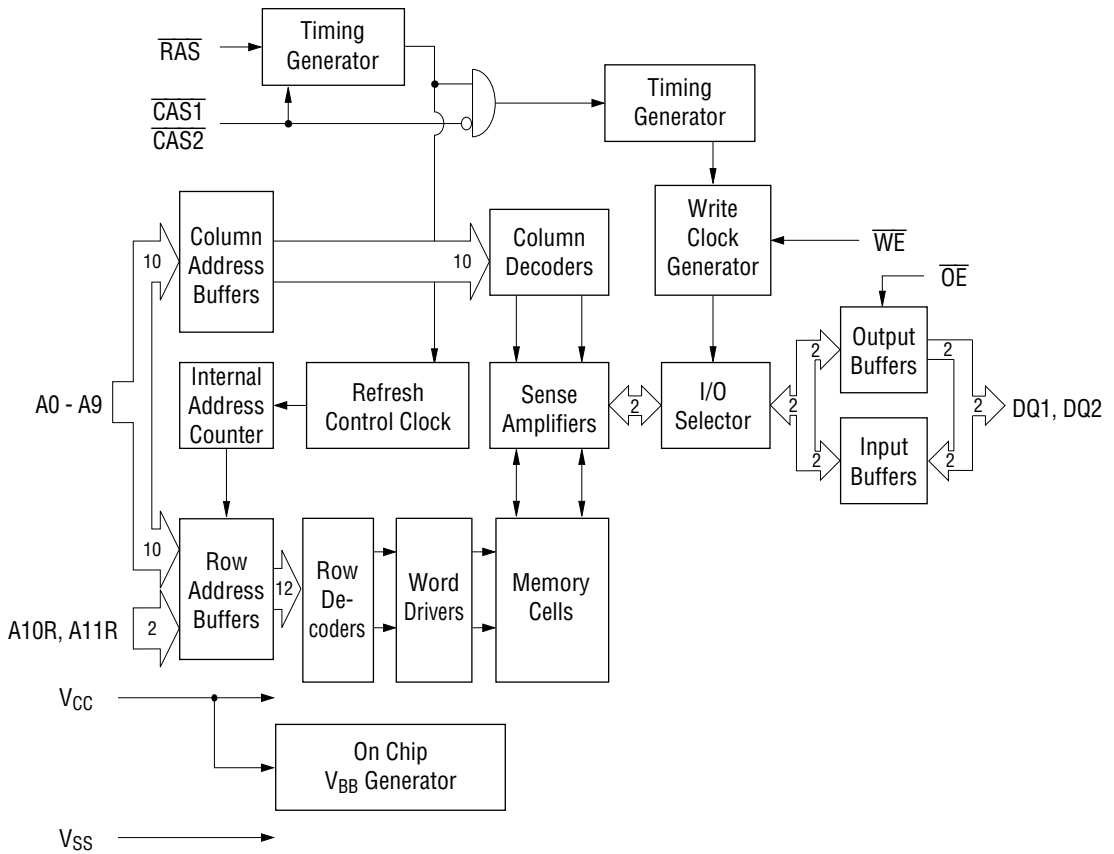 Timing
Generator
RAS
CAS1
CAS2
Timing
Generator
Column
Address
Buffers
10
10
Column
Decoders
Write
Clock
Generator
WE
OE
Output
Buffers
2
2
Internal
Address
Counter
Refresh
Control Clock
Sense
Amplifiers
2
I/O
Selector
2
2
DQ1, DQ2
A0 - A9
Input
Buffers
2
2
10
Row
Address
Buffers
12
Row
De-
coders
Word
Drivers
Memory
Cells
A10R, A11R
2
VCC
On Chip
VBB Generator
VSS